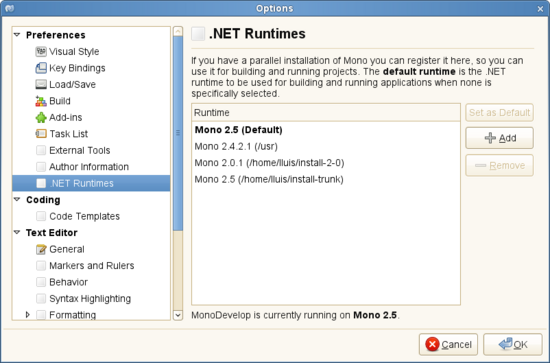 Options
Preferences
Visual Style
Key Bindings
Load/Save
Build
Add-ins
Task List
External Tools
Author Information
.NET Runtimes
Coding
Code Templates
Text Editor
General
Markers and Rulers
Behavior
Syntax Highlighting
Formatting
.NET Runtimes
If you have a parallel installation of Mono you can register it here, so you can
use it for building and running projects. The default runtime is the .NET
runtime to be used for building and running applications when none is
specifically selected.
Runtime
Mono 2.5 (Default)
Mono 2.4.2.1 (/usr)
Mono 2.0.1 (/home/lluis/install-2-0)
Mono 2.5 (/home/lluis/install-trunk)
Set as Default
Add
Remove
MonoDevelop is currently running on Mono 2.5.
Cancel
OK